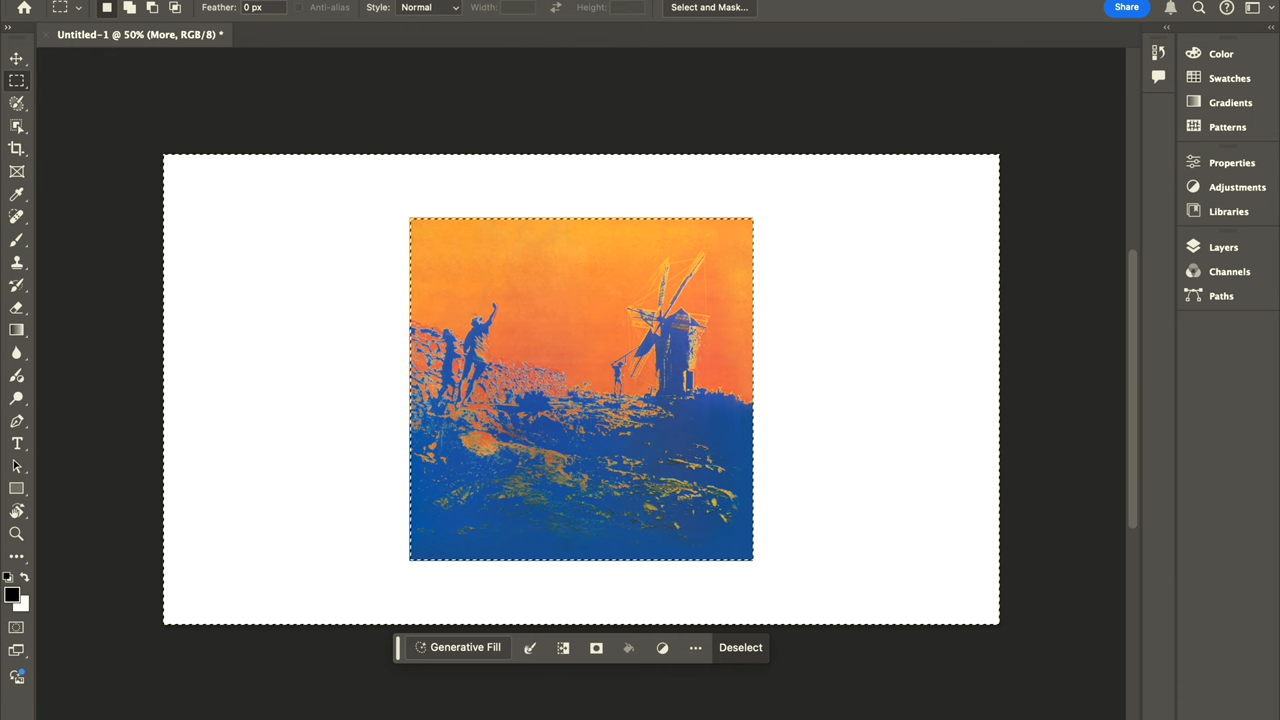 Feather: 0 px Anti-alias Style: Normal Width: Height: Select and Mask... Share
Untitled-1 @ 50% (More, RGB/8) *
Color
Swatches
Gradients
Patterns
Properties
Adjustments
Libraries
Layers
Channels
Paths
Generative Fill Deselect